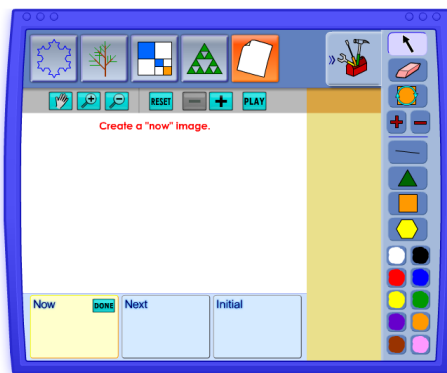 RESET
PLAY
Create a "now" image.
Now
DONE
Next
Initial